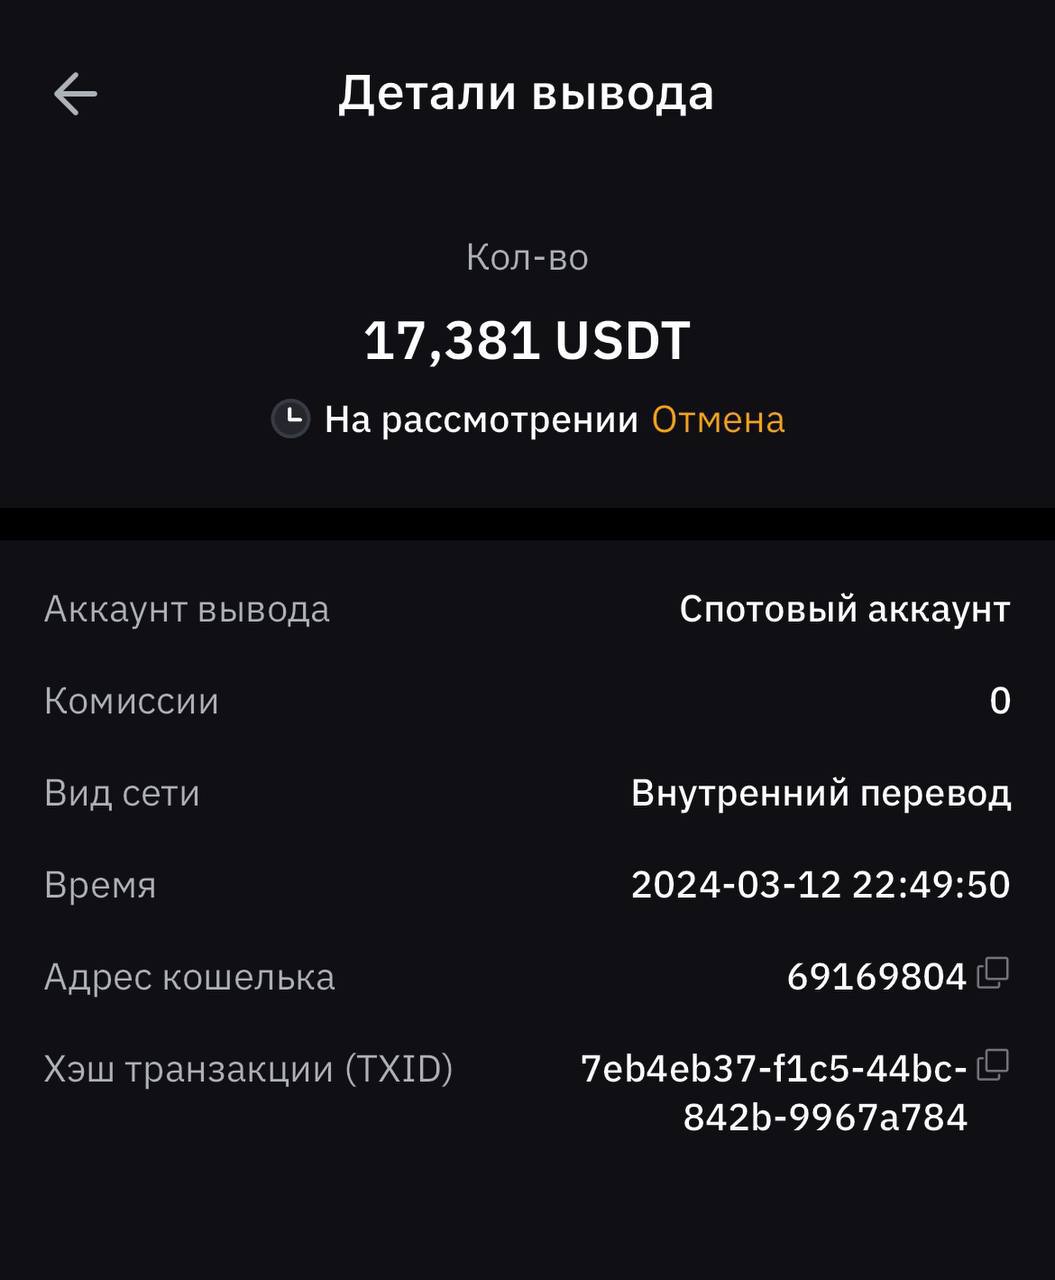 Детали вывода
Кол-во
17,381 USDT
На рассмотрении Отмена
Аккаунт вывода Спотовый аккаунт
Комиссии 0
Вид сети Внутренний перевод
Время 2024-03-12 22:49:50
Адрес кошелька 69169804
Хэш транзакции (TXID) 7eb4eb37-f1c5-44bc-
842b-9967a784